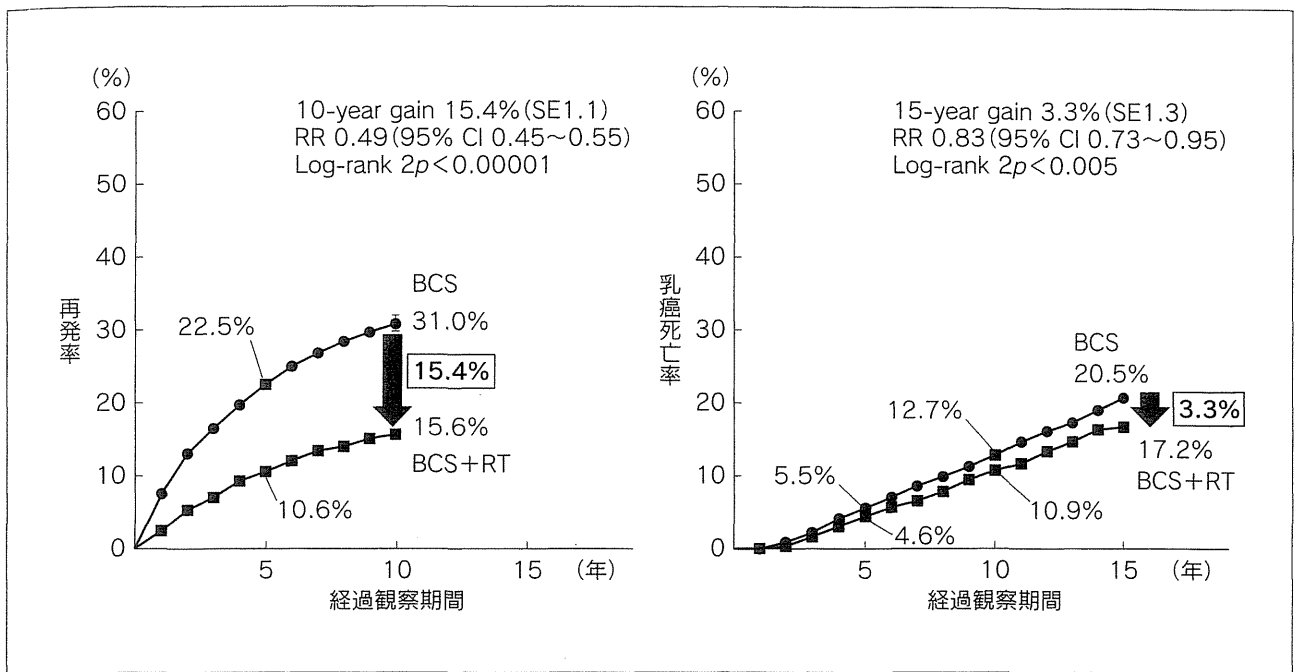 (%)
60
50
40
30
20
10
0
再発率
10-year gain 15.4%(SE1.1)
RR 0.49(95% CI 0.45～0.55)
Log-rank 2p<0.00001
22.5%
BCS
31.0%
15.4%
15.6%
BCS+RT
10.6%
5
10
15
(年)
経過観察期間
(%)
60
50
40
30
20
10
0
乳癌死亡率
15-year gain 3.3%(SE1.3)
RR 0.83(95% CI 0.73～0.95)
Log-rank 2p<0.005
BCS
20.5%
12.7%
3.3%
5.5%
17.2%
BCS+RT
10.9%
4.6%
5
10
15
(年)
経過観察期間